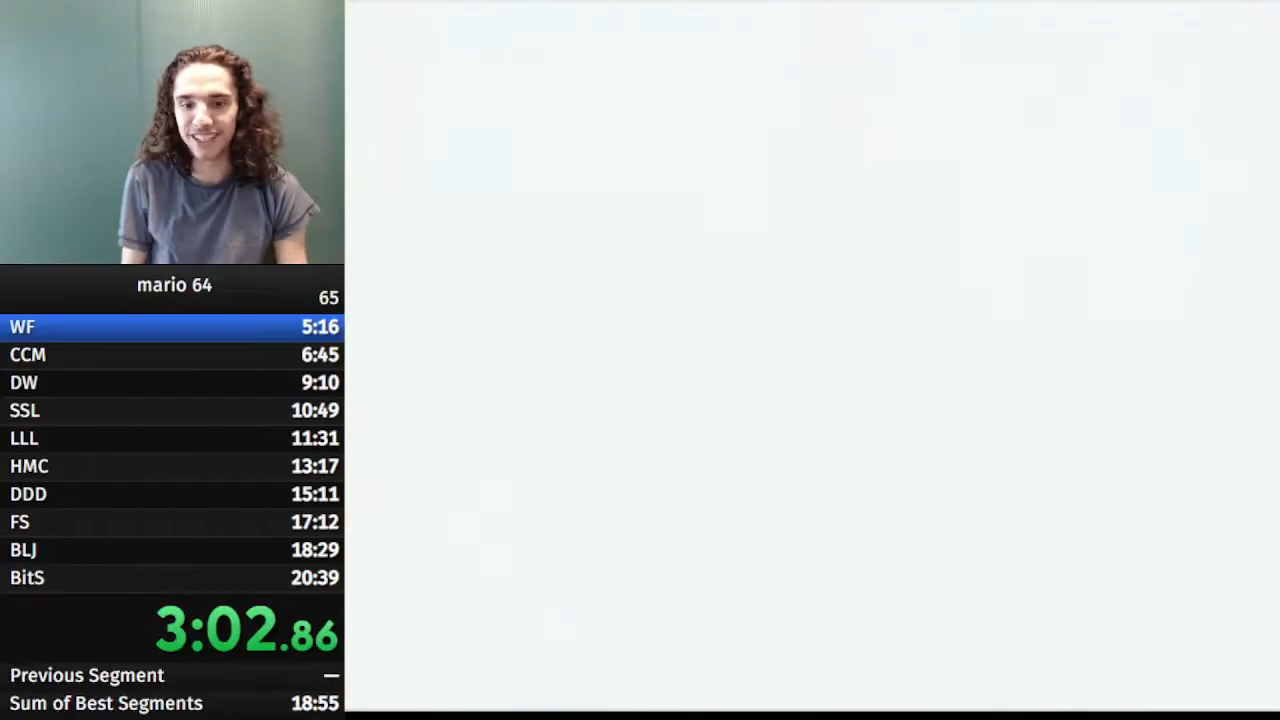 mario 64
65
WF 5:16
CCM 6:45
DW 9:10
SSL 10:49
LLL 11:31
HMC 13:17
DDD 15:11
FS 17:12
BLJ 18:29
BitS 20:39
3:02.86
Previous Segment —
Sum of Best Segments 18:55